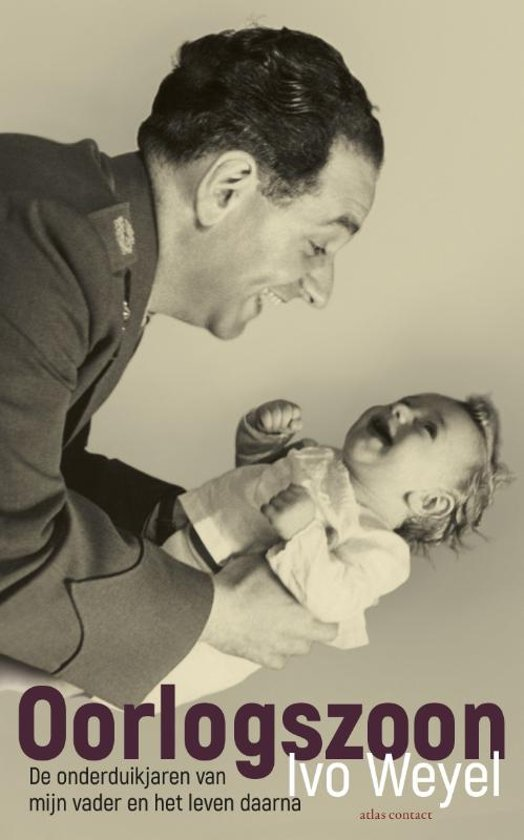 Oorlogszoon
De onderduikjaren van
mijn vader en het leven daarna
Ivo Weyel
atlas contact